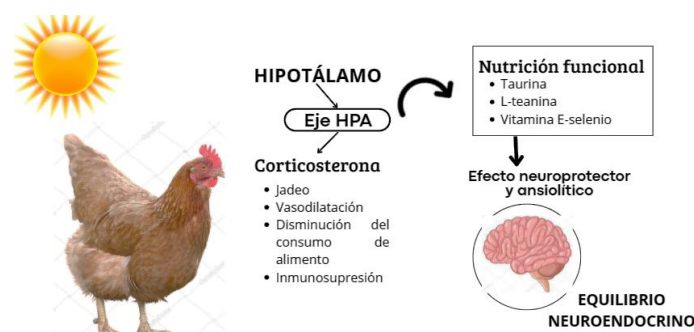 HIPOTÁLAMO
Eje HPA
Corticosterona
• Jadeo
• Vasodilatación
• Disminución del
consumo de
alimento
• Inmunosupresión
Nutrición funcional
• Taurina
• L-teanina
• Vitamina E-selenio
Efecto neuroprotector
y ansiolítico
EQUILIBRIO
NEUROENDOCRINO